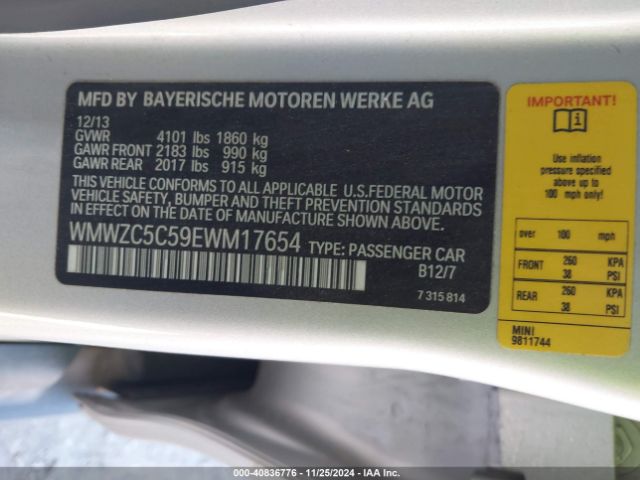 MFD BY BAYERISCHE MOTOREN WERKE AG
12/13
GVWR 4101 lbs 1860 kg
GAWR FRONT 2183 lbs 990 kg
GAWR REAR 2017 lbs 915 kg
THIS VEHICLE CONFORMS TO ALL APPLICABLE U.S.FEDERAL MOTOR
VEHICLE SAFETY, BUMPER AND THEFT PREVENTION STANDARDS
IN EFFECT ON THE DATE OF MANUFACTURE SHOWN ABOVE.
WMWZC5C59EWM17654 TYPE: PASSENGER CAR
B12/7
7 315 814
IMPORTANT!
Use inflation
pressure specified
above up to
100 mph only!
over 100 mph
FRONT 260 KPA
38 PSI
REAR 260 KPA
38 PSI
MINI
9811744
000-40836776 - 11/25/2024 - IAA Inc.